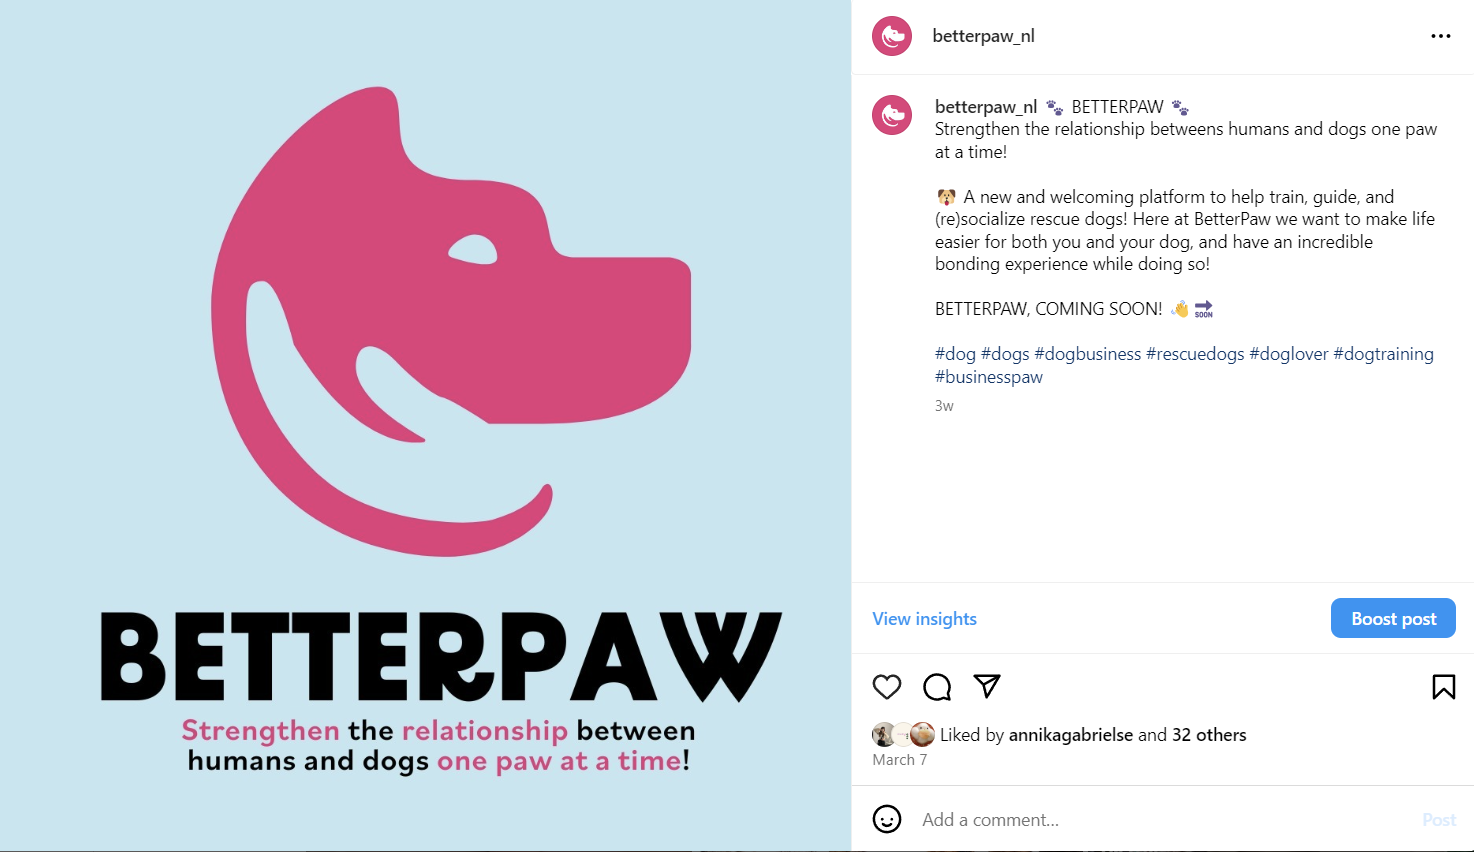 BETTERPAW
Strengthen the relationship between
humans and dogs one paw at a time!
betterpaw_nl
betterpaw_nl 🐾 BETTERPAW 🐾
Strengthen the relationship betweens humans and dogs one paw
at a time!
🐶 A new and welcoming platform to help train, guide, and
(re)socialize rescue dogs! Here at BetterPaw we want to make life
easier for both you and your dog, and have an incredible
bonding experience while doing so!
BETTERPAW, COMING SOON! 👋 🔜
#dog #dogs #dogbusiness #rescuedogs #doglover #dogtraining
#businesspaw
3w
View insights
Boost post
Liked by annikagabrielse and 32 others
March 7
Add a comment...
Post